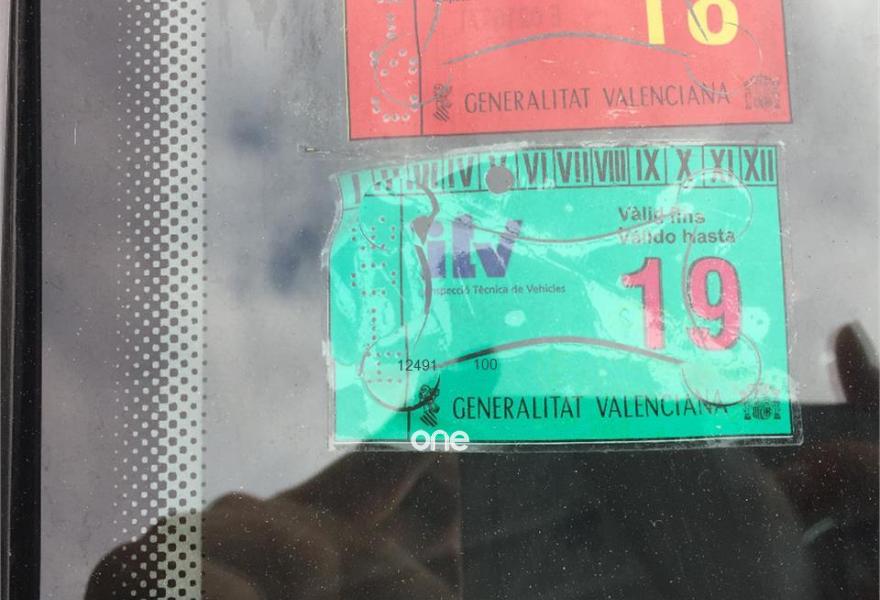 16
GENERALITAT VALENCIANA
I II III IV V VI VII VIII IX X XI XII
Vàlid fins
Válido hasta
itv
Inspecció Tècnica de Vehicles
19
12491 100
GENERALITAT VALENCIANA
one